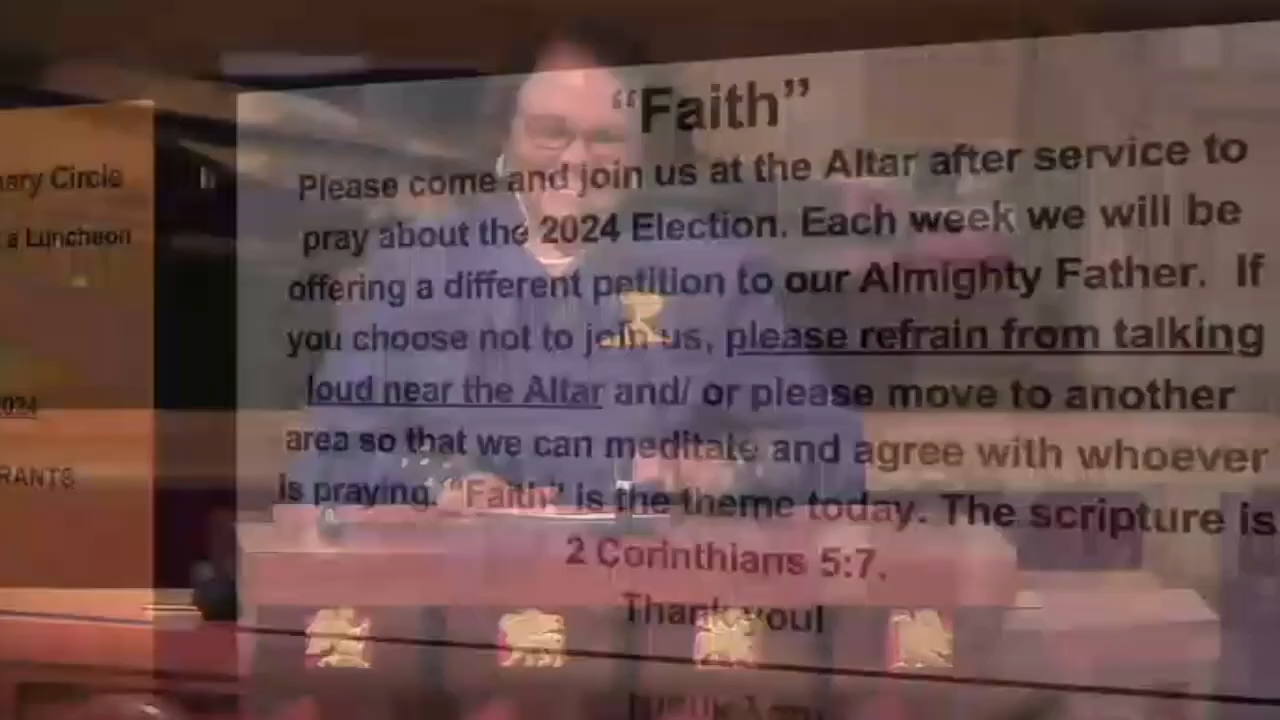 ary Circle
a Luncheon
2024
RANTS
“Faith”
Please come and join us at the Altar after service to
pray about the 2024 Election. Each week we will be
offering a different petition to our Almighty Father. If
you choose not to join us, please refrain from talking
loud near the Altar and/ or please move to another
area so that we can meditate and agree with whoever
is praying. “Faith” is the theme today. The scripture is
2 Corinthians 5:7.
Thank you!